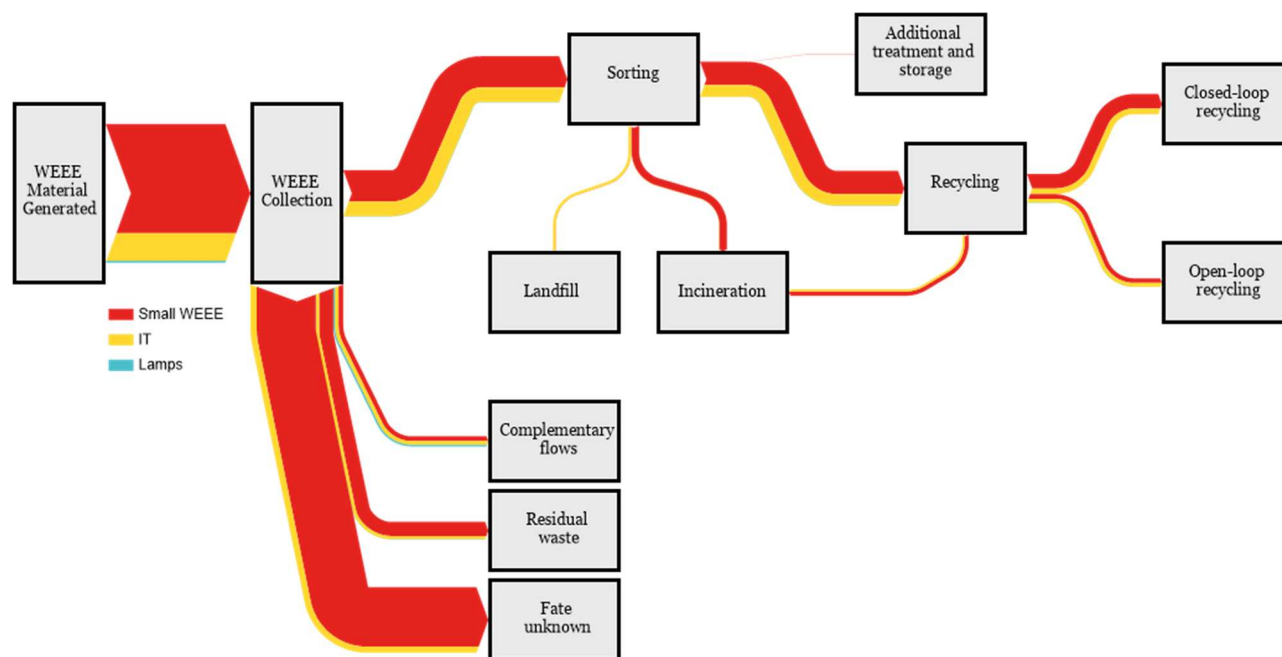 WEEE
Material
Generated
WEEE
Collection
Sorting
Additional
treatment and
storage
Recycling
Closed-loop
recycling
Open-loop
recycling
Landfill
Incineration
Small WEEE
IT
Lamps
Complementary
flows
Residual
waste
Fate
unknown